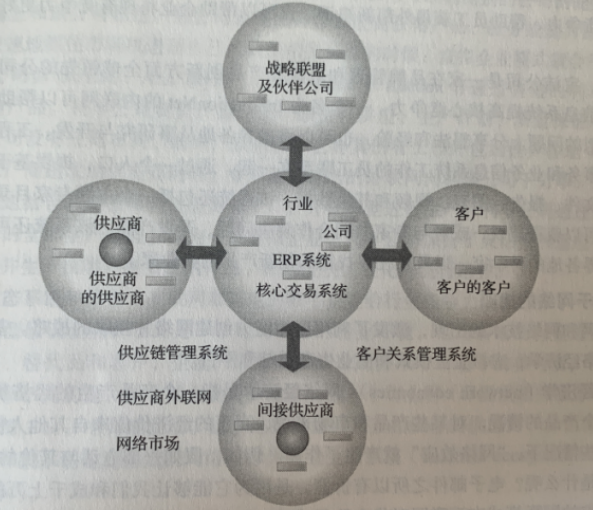 战略联盟
及伙伴公司
行业
公司
ERP系统
核心交易系统
供应商
供应商
的供应商
客户
客户的客户
供应链管理系统
客户关系管理系统
供应商外联网
网络市场
间接供应商